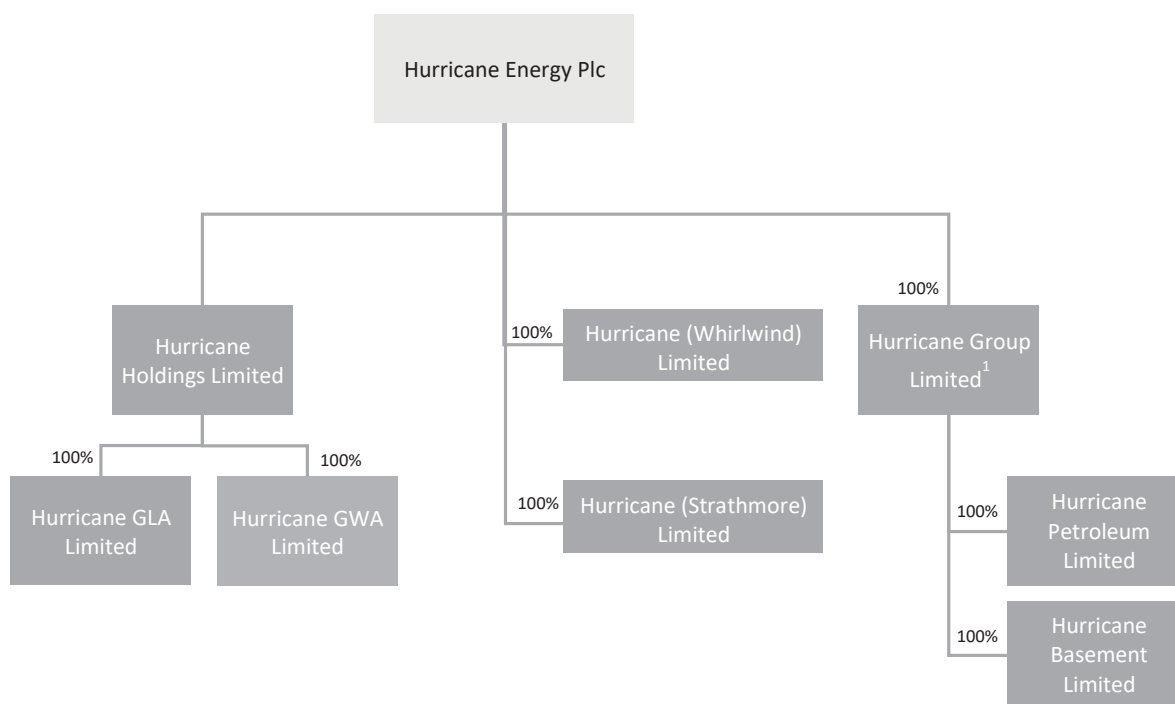 Hurricane Energy Plc
100%
Hurricane
Holdings Limited
100%
Hurricane (Whirlwind)
Limited
Hurricane Group
Limited1
100%
100%
Hurricane GLA
Limited
Hurricane GWA
Limited
100%
Hurricane (Strathmore)
Limited
100%
Hurricane
Petroleum
Limited
100%
Hurricane
Basement
Limited